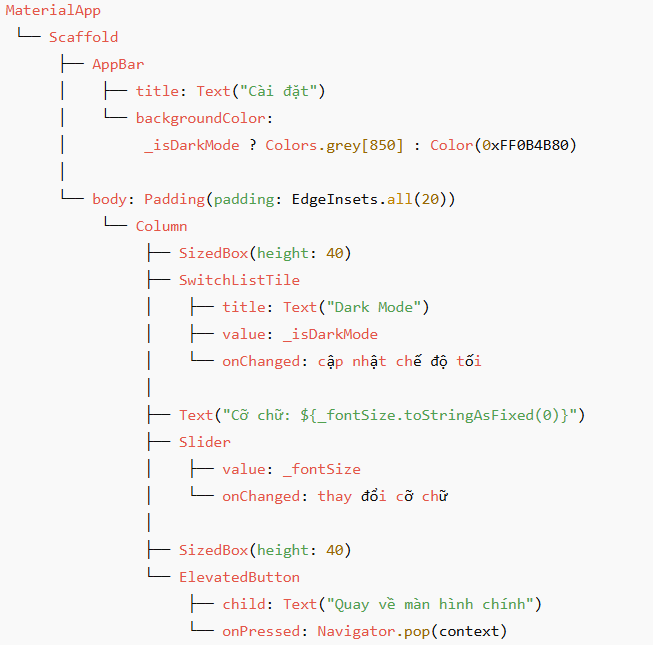 MaterialApp
└── Scaffold
    ├── AppBar
    │   ├── title: Text("Cài đặt")
    │   └── backgroundColor:
    │       _isDarkMode ? Colors.grey[850] : Color(0xFF0B4B80)
    │
    └── body: Padding(padding: EdgeInsets.all(20))
        └── Column
            ├── SizedBox(height: 40)
            ├── SwitchListTile
            │   ├── title: Text("Dark Mode")
            │   ├── value: _isDarkMode
            │   └── onChanged: cập nhật chế độ tối
            │
            ├── Text("Cỡ chữ: ${_fontSize.toStringAsFixed(0)}")
            ├── Slider
            │   ├── value: _fontSize
            │   └── onChanged: thay đổi cỡ chữ
            │
            ├── SizedBox(height: 40)
            └── ElevatedButton
                ├── child: Text("Quay về màn hình chính")
                └── onPressed: Navigator.pop(context)